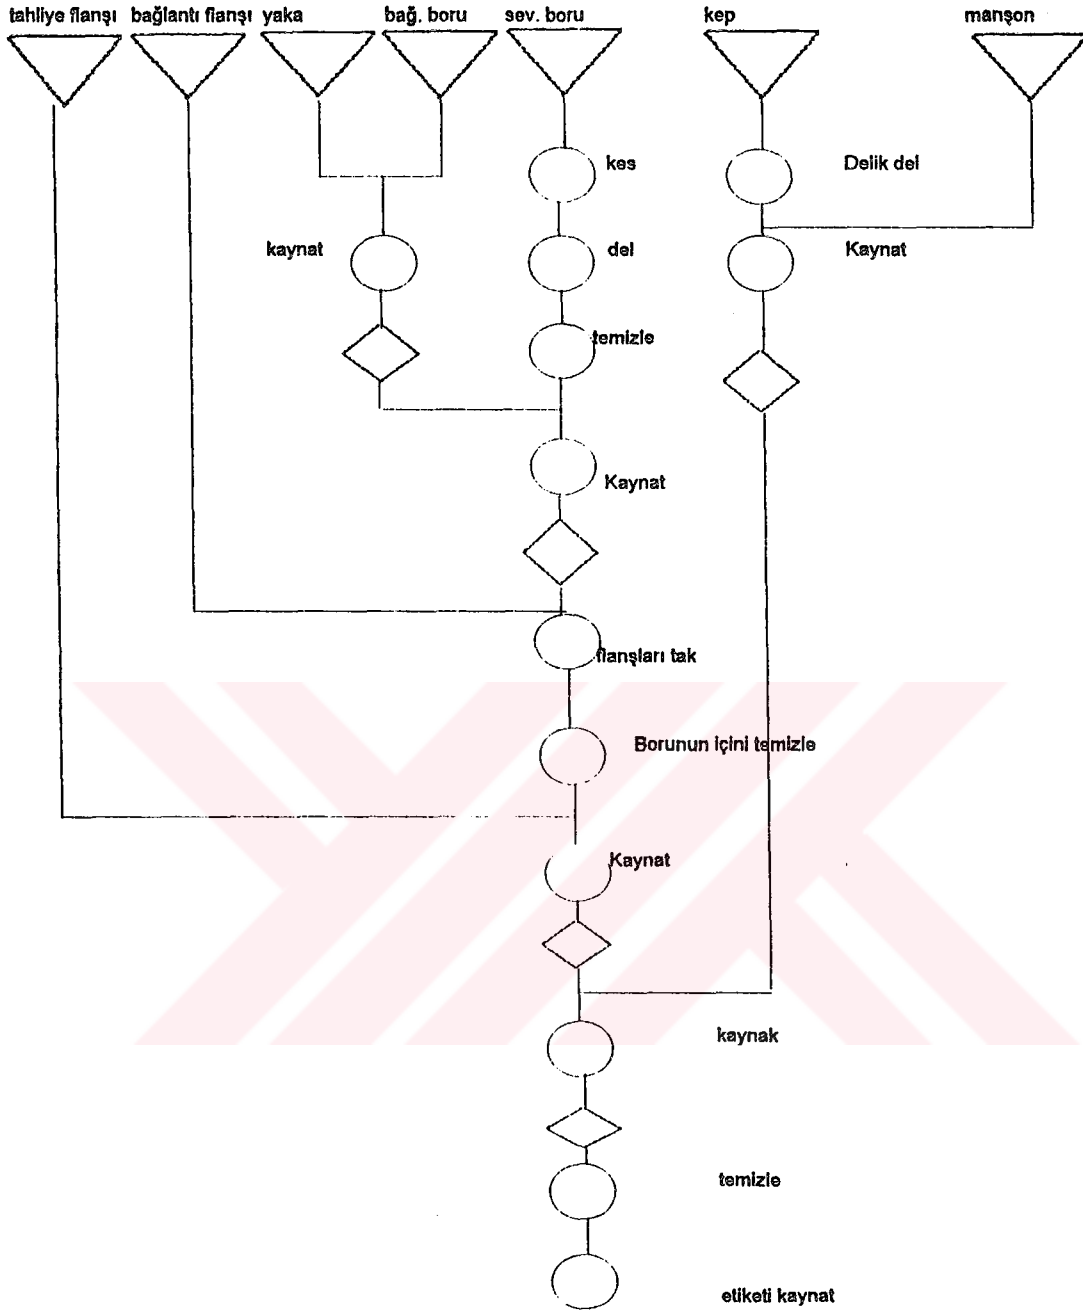 tahliye flanşı bağlantı flanşı yaka bağ. boru sev. boru kep manşon
kes
Delik del
kaynat
del
Kaynat
temizle
Kaynat
flanşları tak
Borunun içini temizle
Kaynat
kaynak
temizle
etiketi kaynat